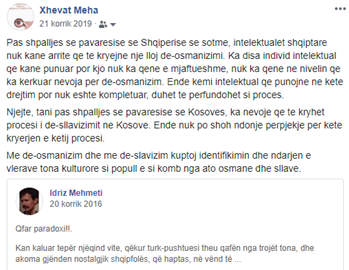 Xhevat Meha
21 korrik 2019 ·
Pas shpalljes se pavaresise se Shqiperise se sotme, intelektualet shqiptare
nuk kane arrite qe te kryejne nje lloj de-osmanizimi. Ka disa individ intelektual
qe kane punuar per kjo nuk ka qene e mjaftueshme, nuk ka qene ne nivelin qe
ka kerkuar nevoja per de-osmanizim. Ende kemi intelektual qe punojne ne kete
drejtim por nuk eshte kompletuar, duhet te perfundohet si proces.
Njejte, tani pas shpalljes se pavaresise se Kosoves, ka nevoje qe te kryhet
procesi i de-sllavizimit ne Kosove. Ende nuk po shoh ndonje perpjekje per kete
kryerjen e ketij procesi.
Me de-osmanizim dhe me de-slavizim kuptoj identifikimin dhe ndarjen e
vlerave tona kulturore si popull e si komb nga ato osmane dhe sllave.
Idriz Mehmeti
20 korrik 2016
Qfar paradoxi!!.
Kan kaluar tepër njëqind vite, qëkur turk-pushtuesi theu qafën nga trojët tona, dhe
akoma gjënden nostalgjik shqipfolës, që haptas, në vënd të ...